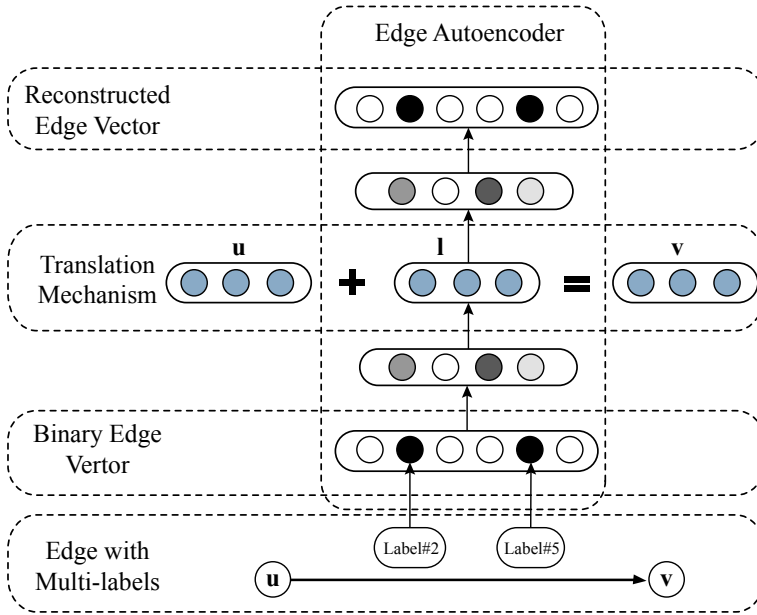 Edge Autoencoder
Reconstructed
Edge Vector
u
l
v
Translation
Mechanism
+
=
Binary Edge
Vertor
Label#2
Label#5
Edge with
Multi-labels
u
v